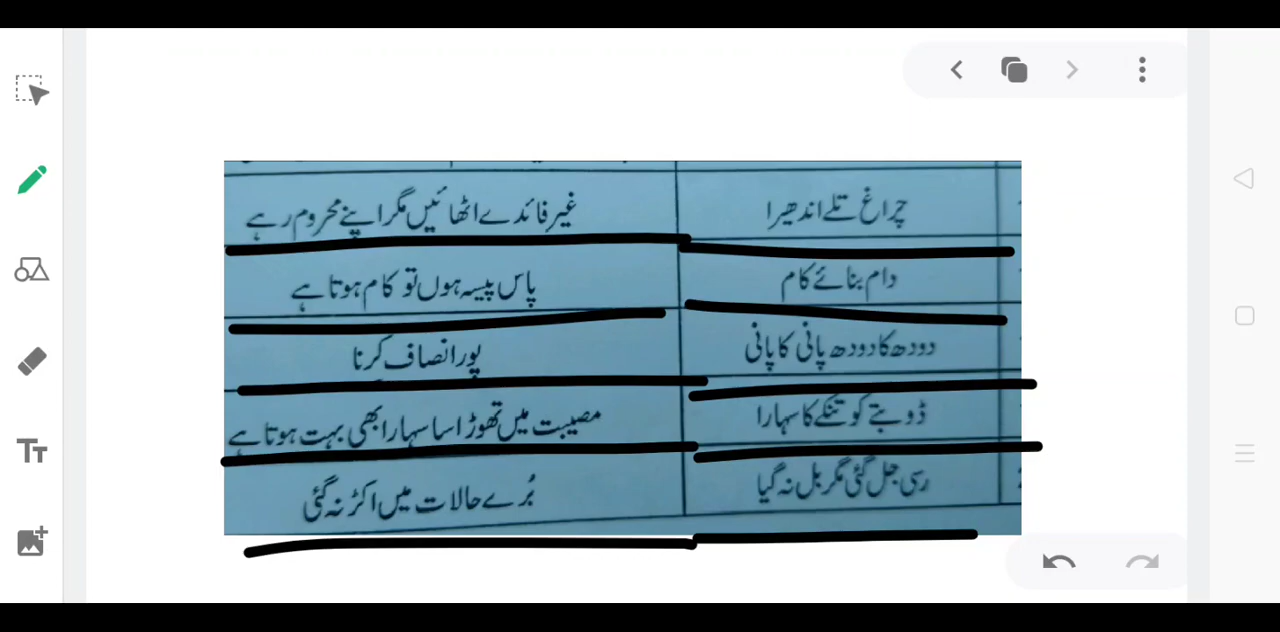 چراغ تلے اندھیرا غیر فائدے اٹھائیں مگر اپنے محروم رہے
دام بنائے کام پاس پیسہ ہوں تو کام ہوتا ہے
دودھ کا دودھ پانی کا پانی پورا انصاف کرنا
ڈوبتے کو تنکے کا سہارا مصیبت میں تھوڑا سا سہارا بھی بہت ہوتا ہے
رسی جل گئی مگر بل نہ گیا بُرے حالات میں اکڑ نہ گئی
Tт